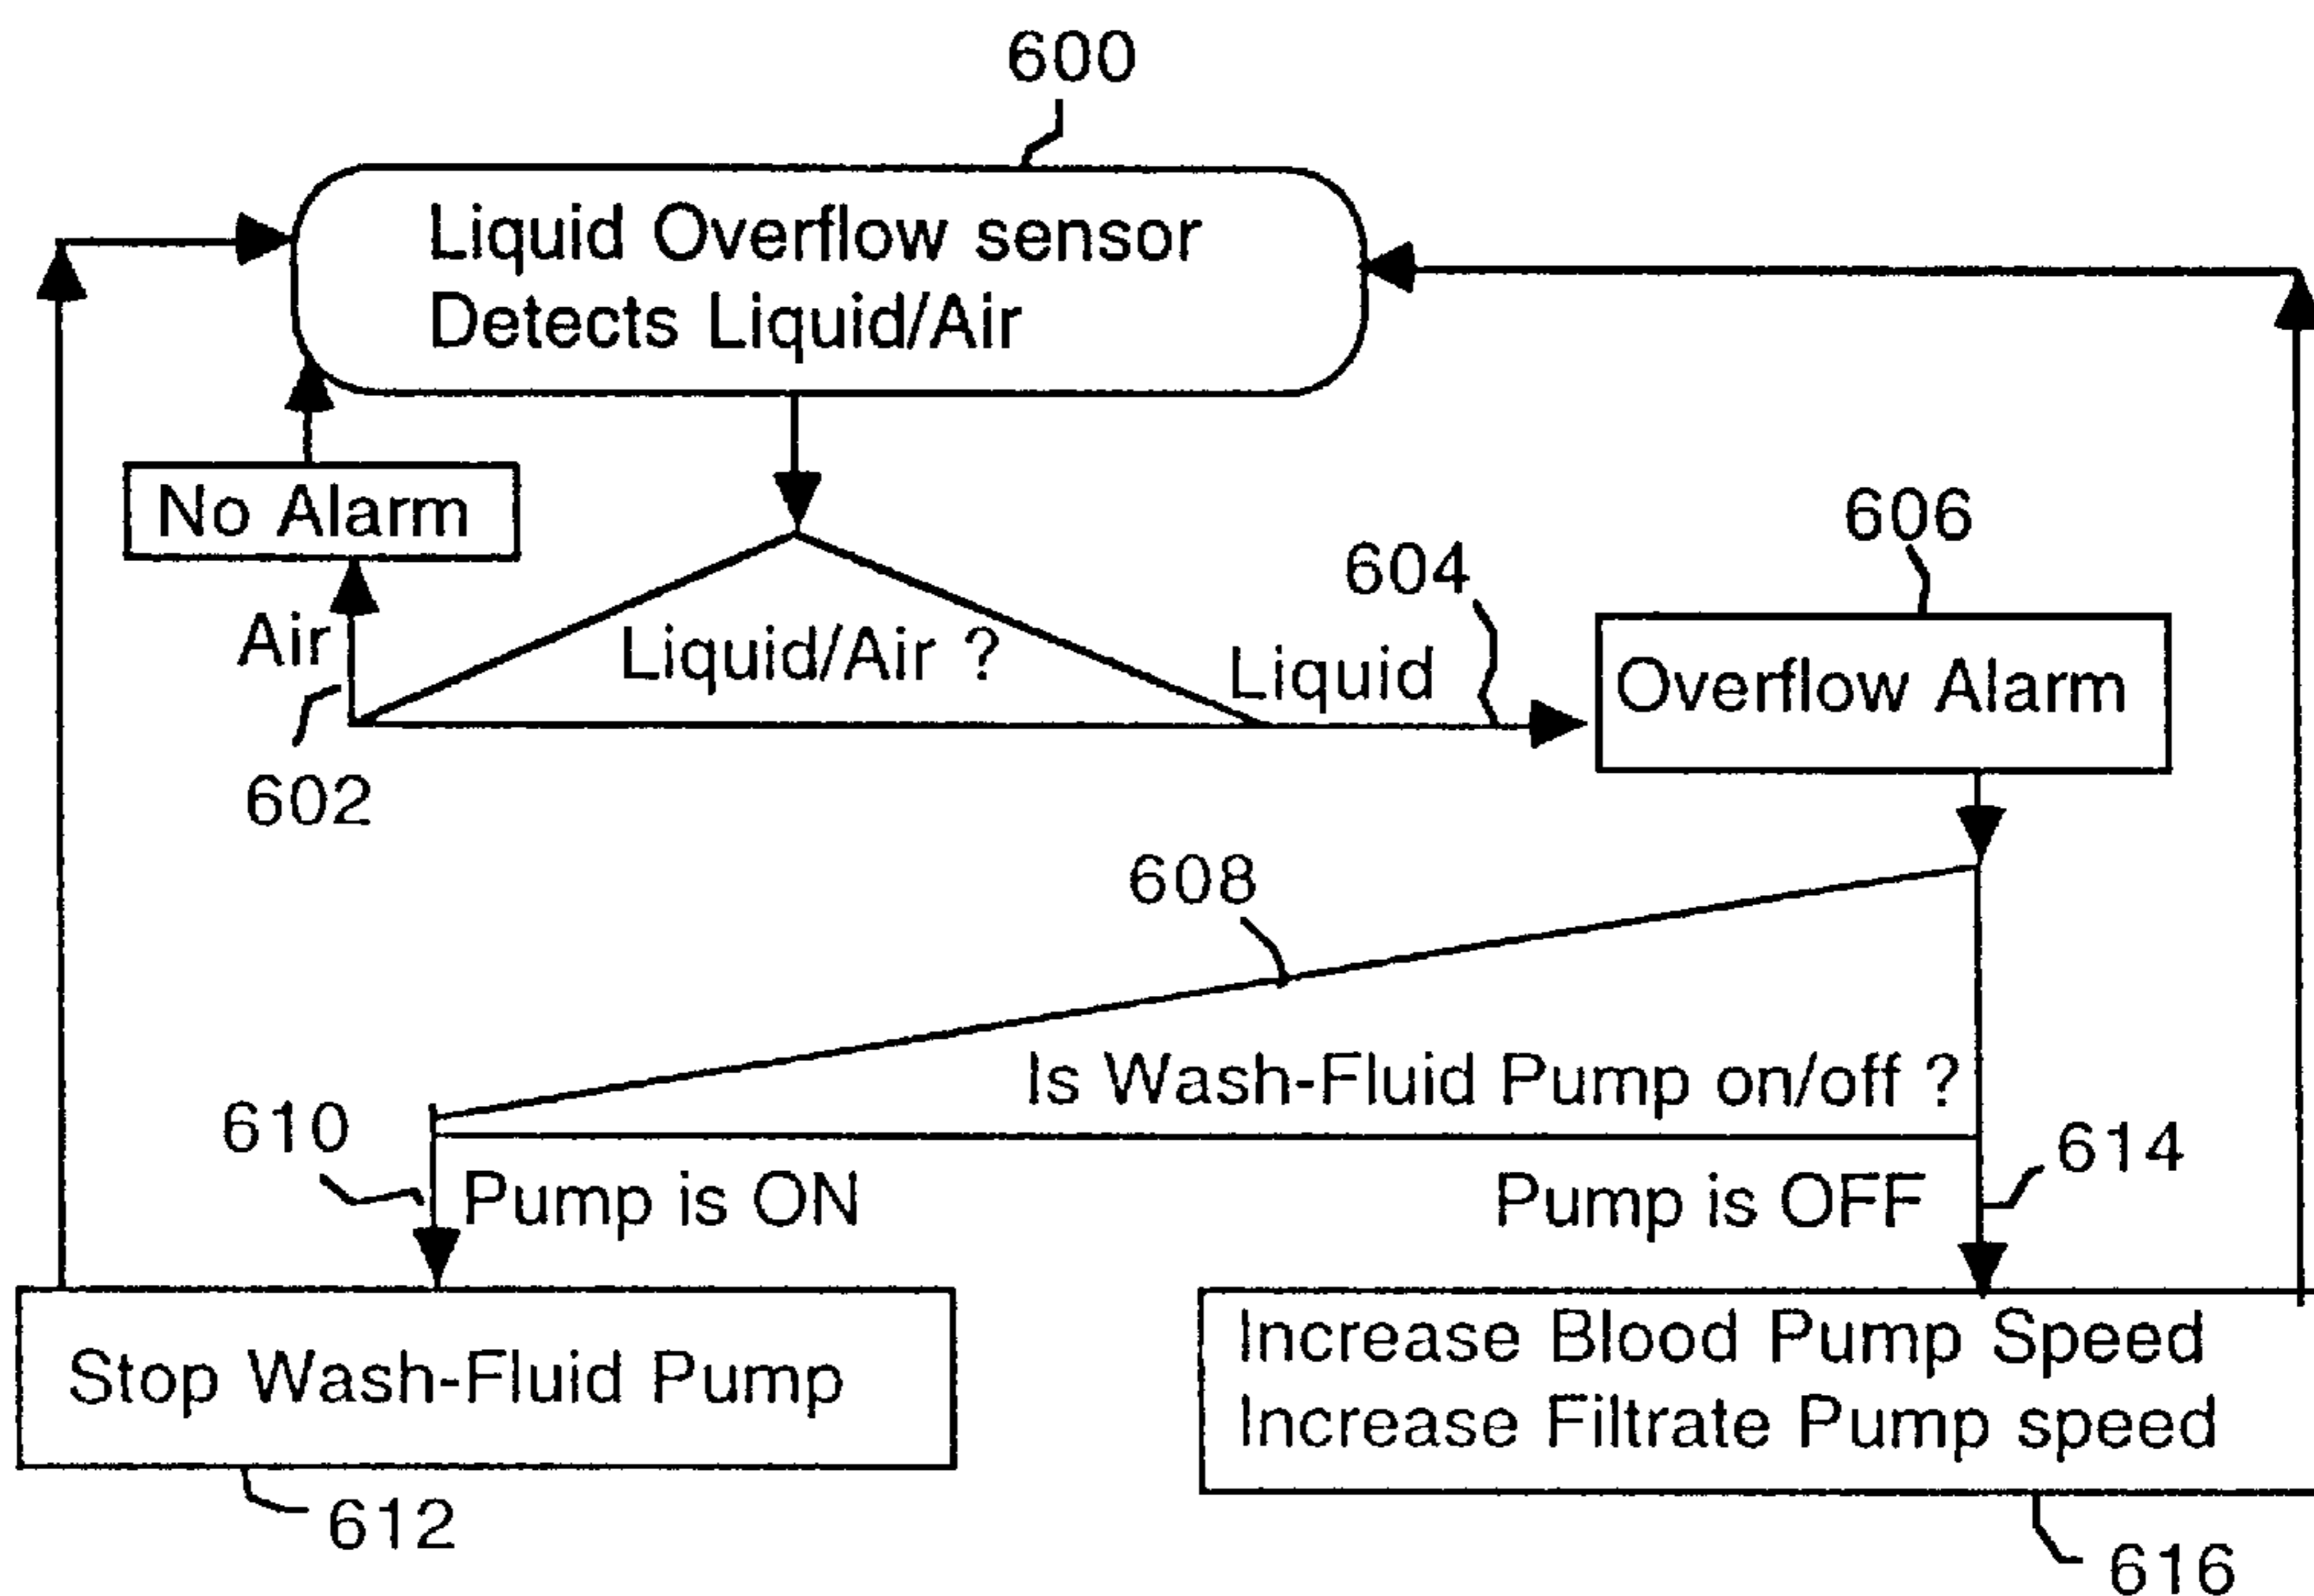 600
Liquid Overflow sensor
Detects Liquid/Air
No Alarm
606
604
Air
Liquid/Air ?
Liquid
Overflow Alarm
602
608
Is Wash-Fluid Pump on/off ?
610
614
Pump is ON
Pump is OFF
Increase Blood Pump Speed
Stop Wash-Fluid Pump
Increase Filtrate Pump speed
612
616